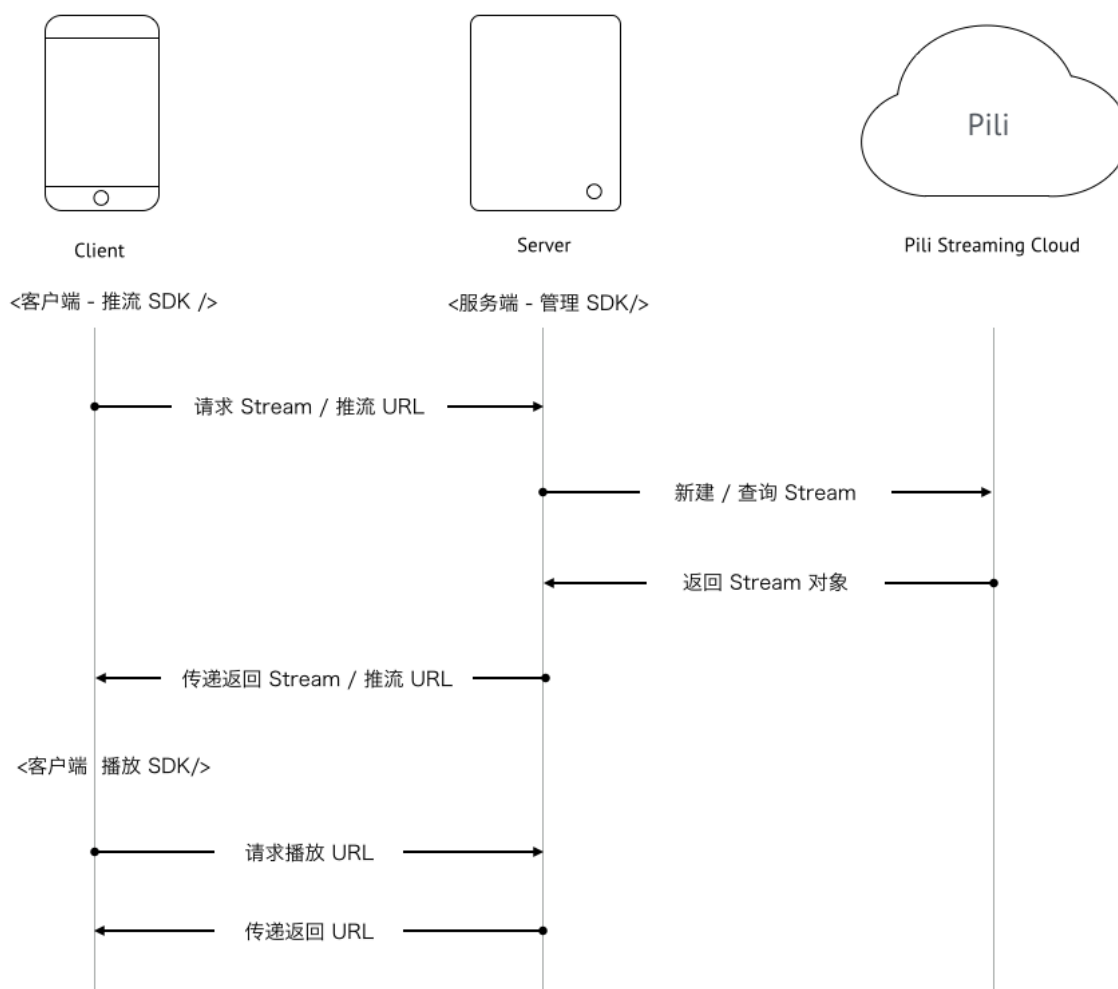 Pili
Client
Server
Pili Streaming Cloud
<客户端 - 推流 SDK />
<服务端 - 管理 SDK/>
请求 Stream / 推流 URL
新建 / 查询 Stream
返回 Stream 对象
传递返回 Stream / 推流 URL
<客户端 播放 SDK/>
请求播放 URL
传递返回 URL